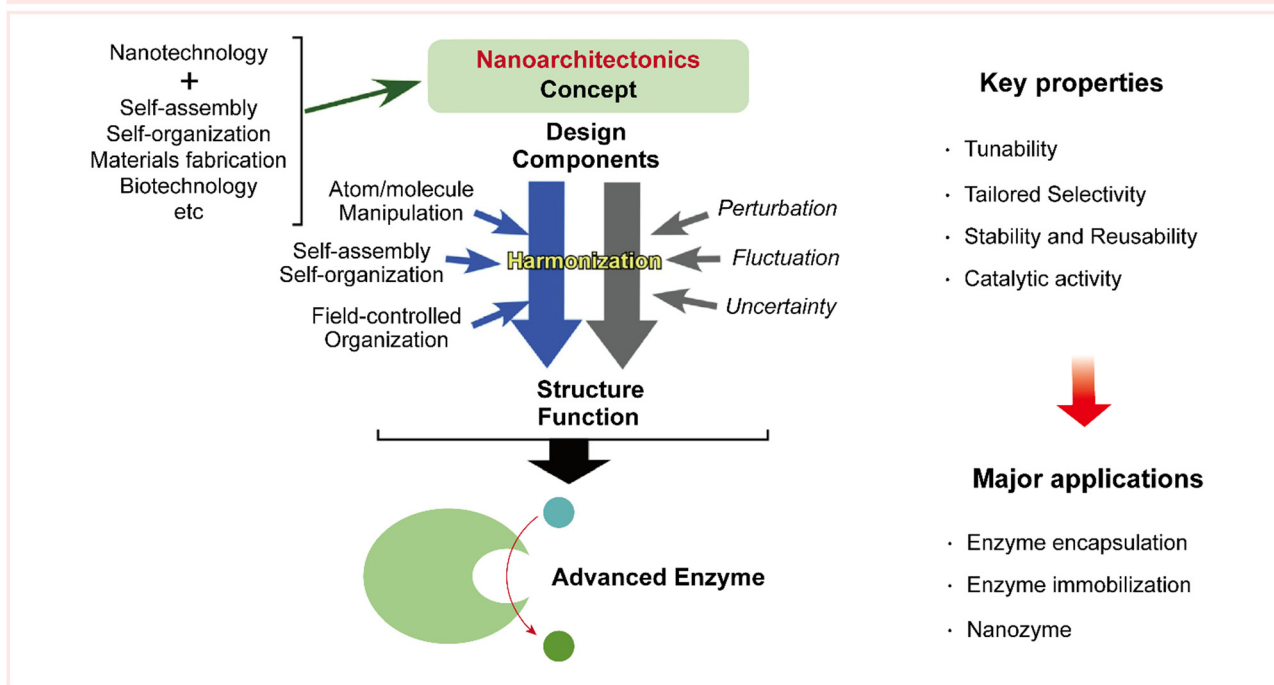 Nanotechnology
+
Self-assembly
Self-organization
Materials fabrication
Biotechnology
etc
Nanoarchitectonics
Concept
Design
Components
Atom/molecule
Manipulation
Self-assembly
Self-organization
Field-controlled
Organization
Harmonization
Perturbation
Fluctuation
Uncertainty
Structure
Function
Advanced Enzyme
Key properties
· Tunability
· Tailored Selectivity
· Stability and Reusability
· Catalytic activity
Major applications
· Enzyme encapsulation
· Enzyme immobilization
· Nanozyme